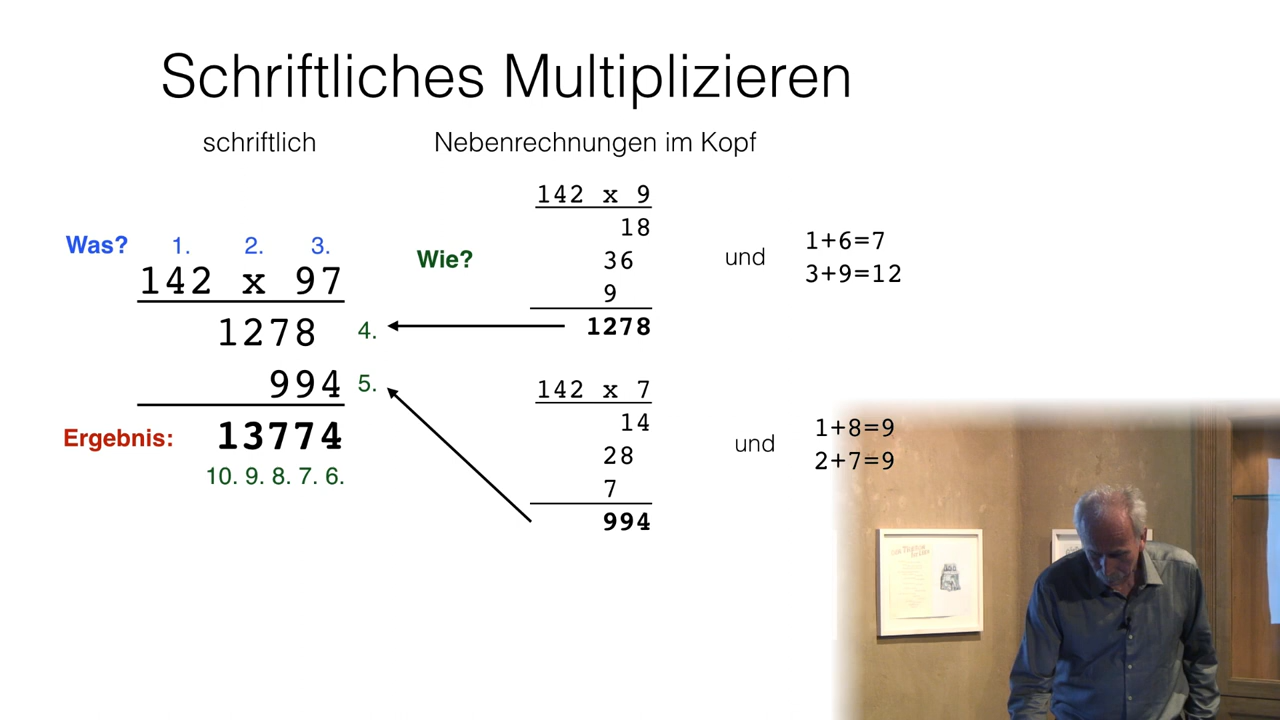 Schriftliches Multiplizieren
schriftlich
Was? 1. 2. 3.
142 x 97
1278 4.
994 5.
Ergebnis: 13774
10. 9. 8. 7. 6.
Nebenrechnungen im Kopf
Wie?
142 x 9
18
36
9
1278
und
1+6=7
3+9=12
142 x 7
14
28
7
994
und
1+8=9
2+7=9